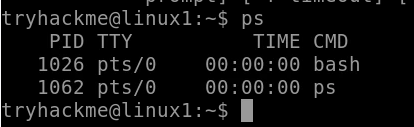 tryhackme@linux1:~$ ps
PID TTY TIME CMD
1026 pts/0 00:00:00 bash
1062 pts/0 00:00:00 ps
tryhackme@linux1:~$